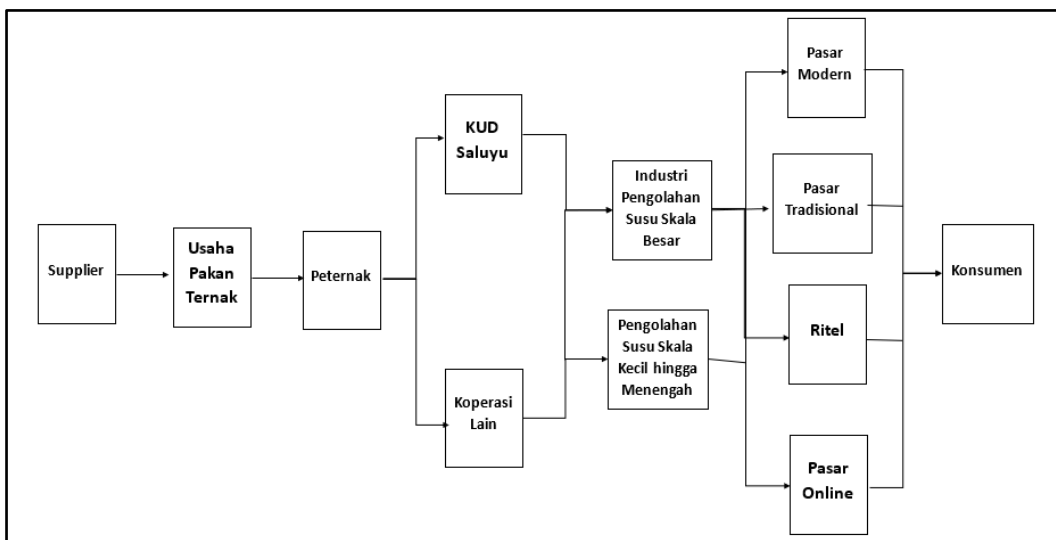 Supplier
Usaha
Pakan
Ternak
Peternak
KUD
Saluyu
Koperasi
Lain
Industri
Pengolahan
Susu Skala
Besar
Pengolahan
Susu Skala
Kecil hingga
Menengah
Pasar
Modern
Pasar
Tradisional
Ritel
Pasar
Online
Konsumen